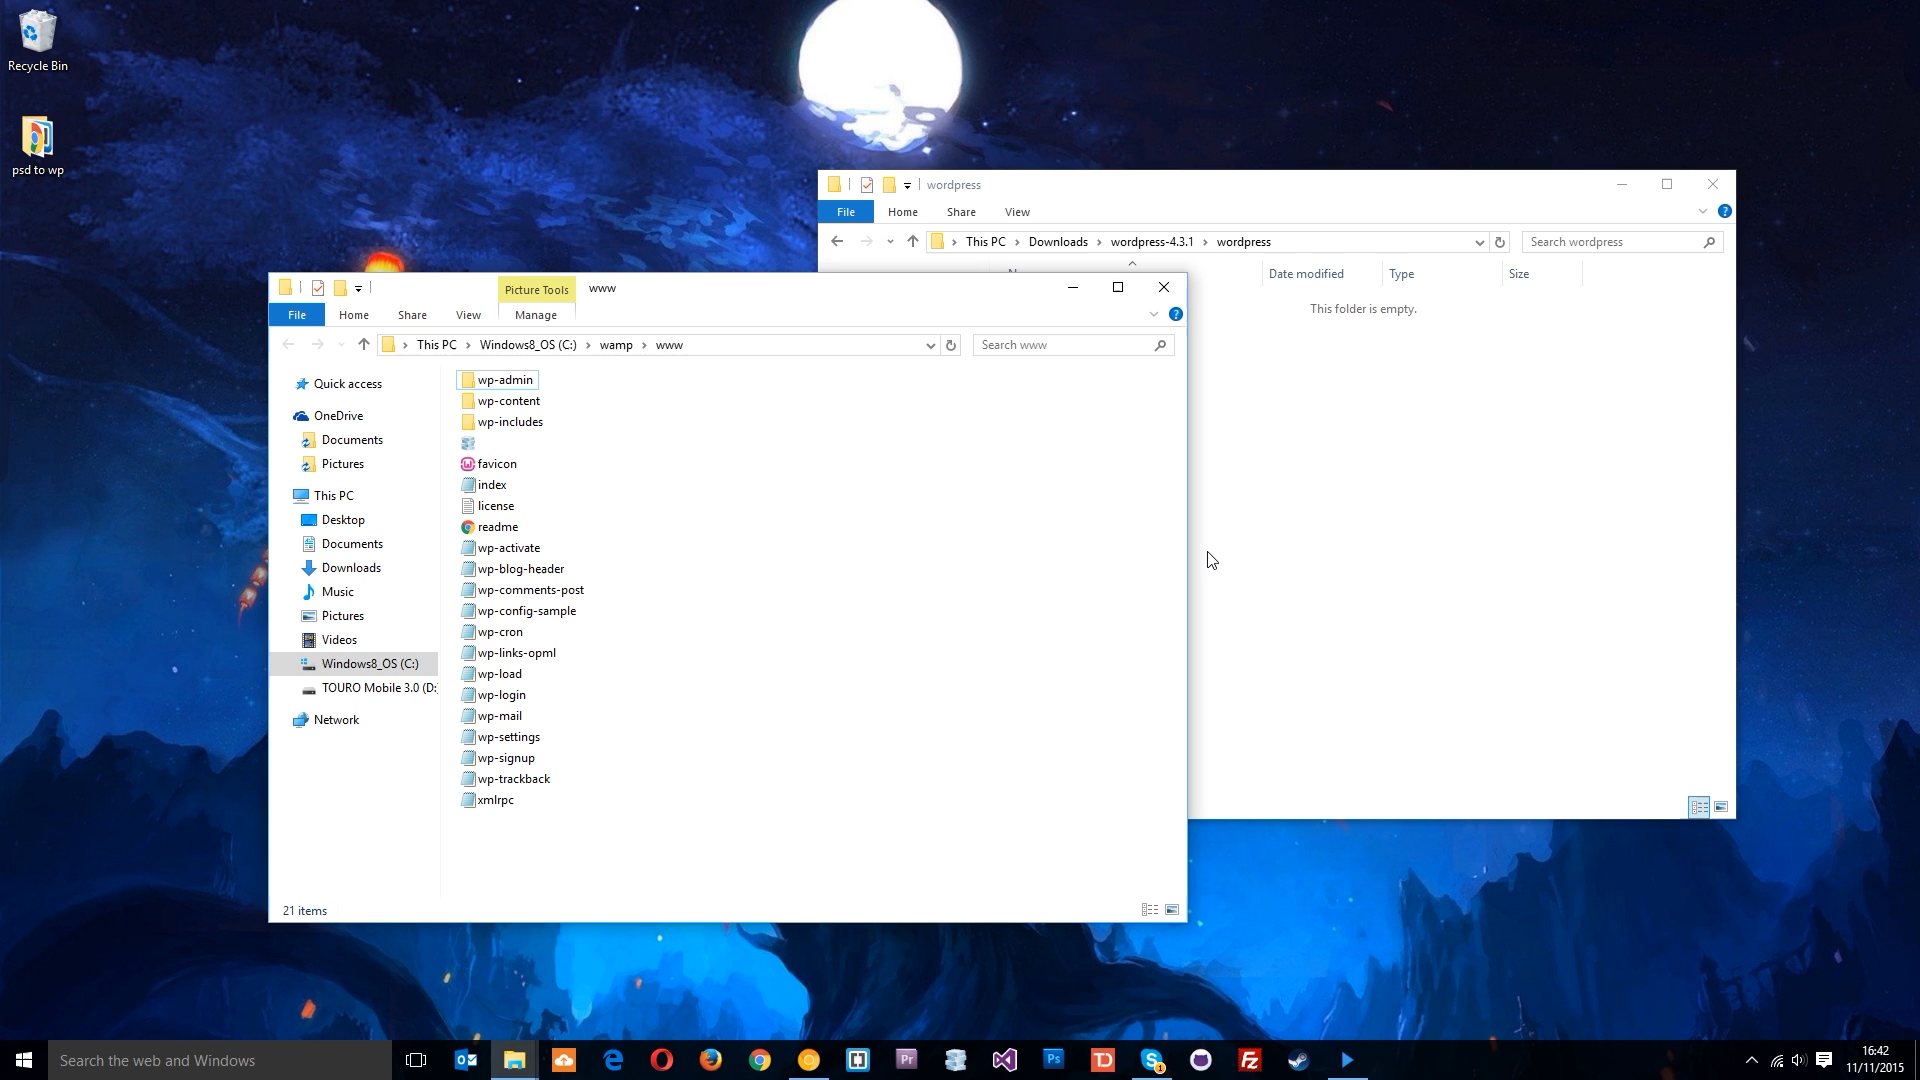 Recycle Bin
psd to wp
wordpress
File Home Share View
This PC Downloads wordpress-4.3.1 wordpress
Search wordpress
Date modified Type Size
This folder is empty.
Picture Tools www
File Home Share View Manage
This PC Windows8_OS (C:) wamp www
Search www
Quick access
OneDrive
Documents
Pictures
This PC
Desktop
Documents
Downloads
Music
Pictures
Videos
Windows8_OS (C:)
TOURO Mobile 3.0 (D:
Network
wp-admin
wp-content
wp-includes
favicon
index
license
readme
wp-activate
wp-blog-header
wp-comments-post
wp-config-sample
wp-cron
wp-links-opml
wp-load
wp-login
wp-mail
wp-settings
wp-signup
wp-trackback
xmlrpc
21 items
Search the web and Windows
Pr
Ps
TD
S
1
Fz
16:42
11/11/2015